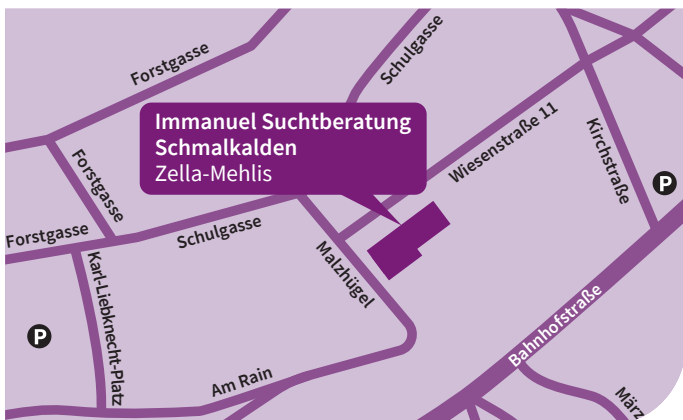 Forstgasse
Schulgasse
Immanuel Suchtberatung
Schmalkalden
Zella-Mehlis
Wiesenstraße 11
Kirchstraße
P
Forstgasse
Forstgasse
Schulgasse
Malzhügel
Karl-Liebknecht-Platz
Bahnhofstraße
P
Am Rain
März